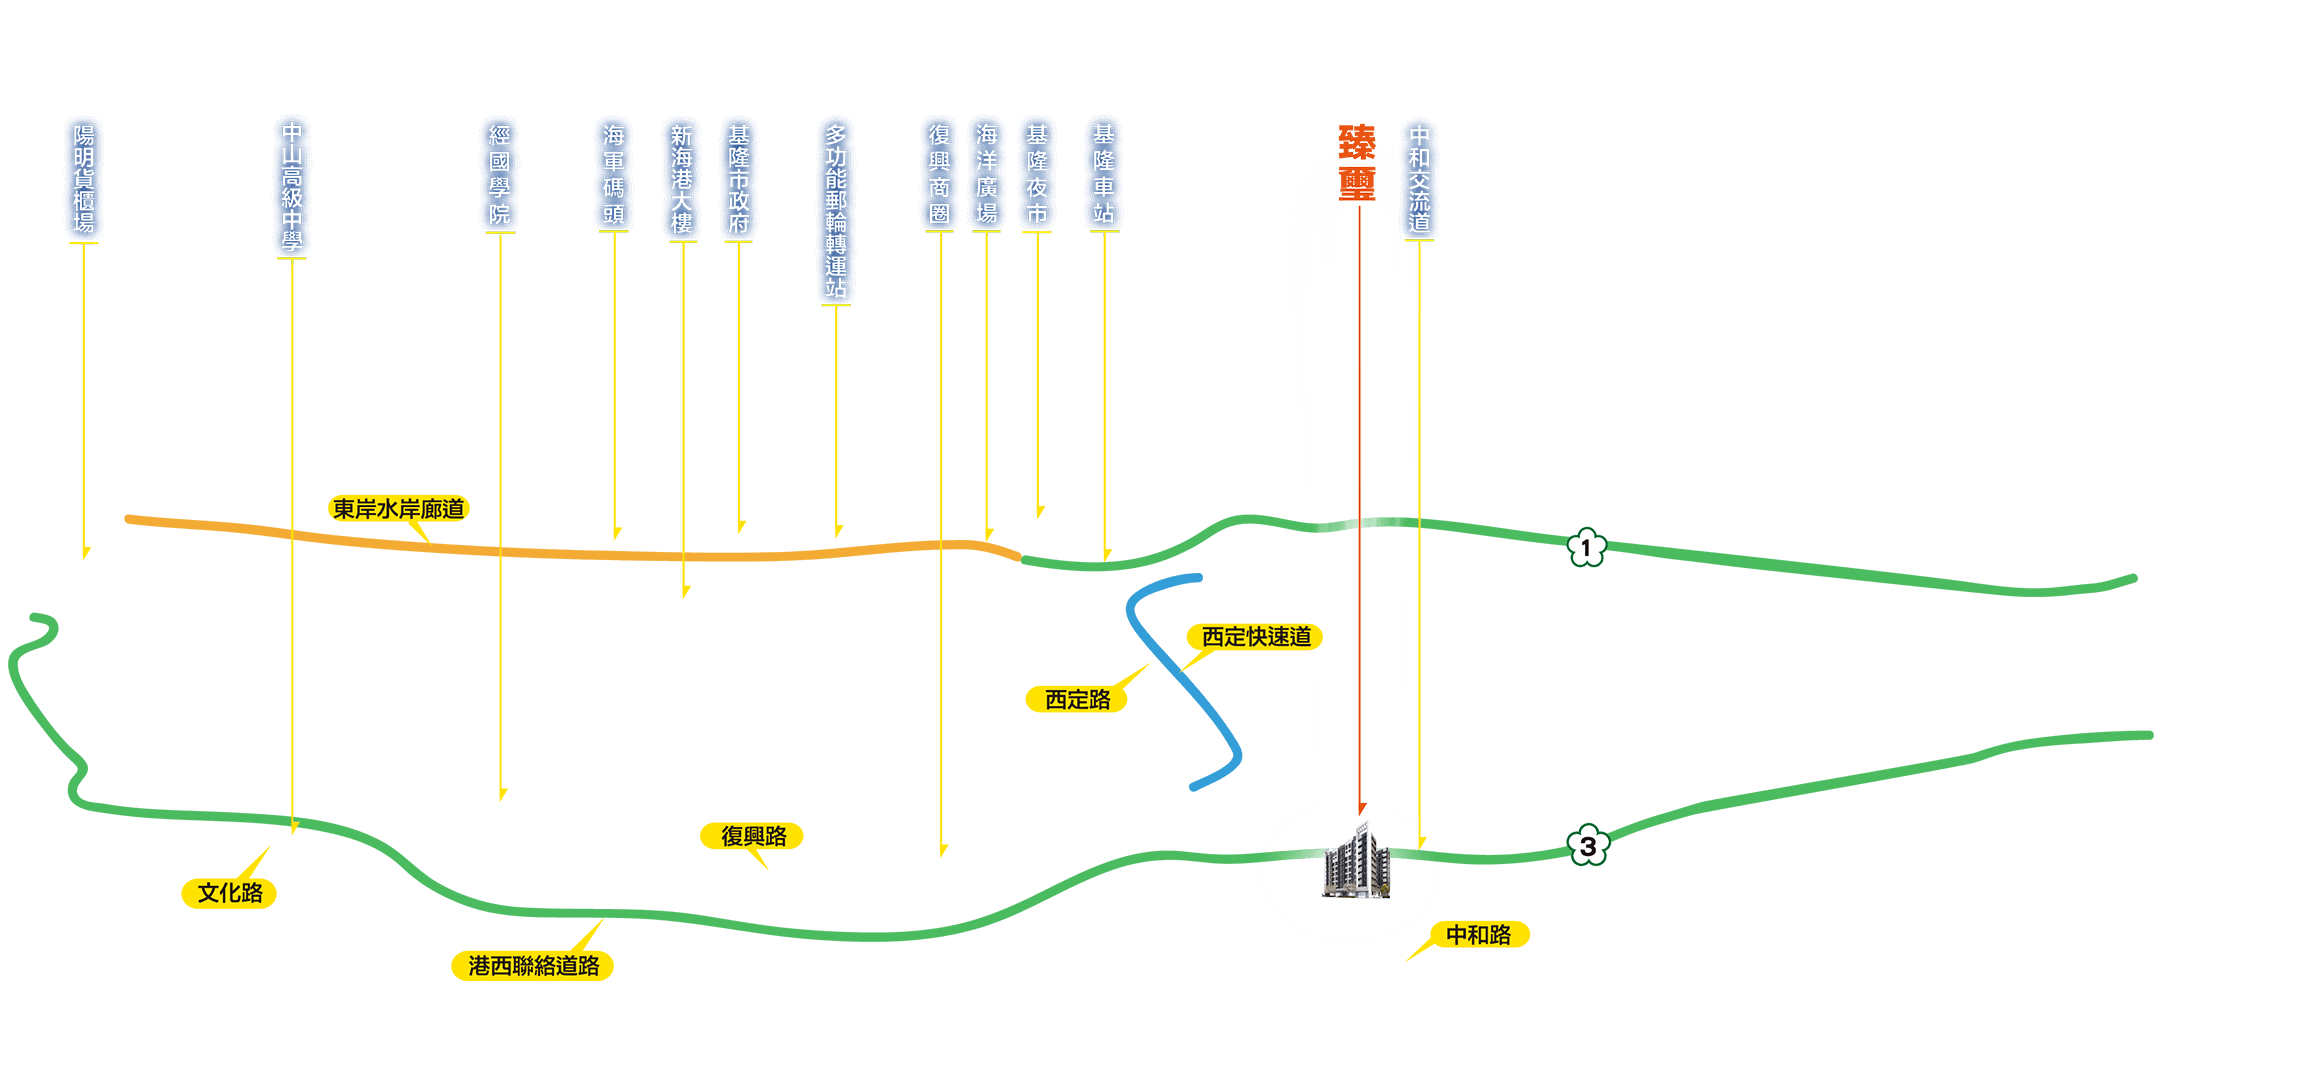 陽明貨櫃場
中山高級中學
經國學院
海軍碼頭
新海港大樓
基隆市政府
多功能郵輪轉運站
復興商圈
海洋廣場
基隆夜市
基隆車站
臻璽
中和交流道
東岸水岸廊道
1
西定快速道
西定路
復興路
3
文化路
中和路
港西聯絡道路